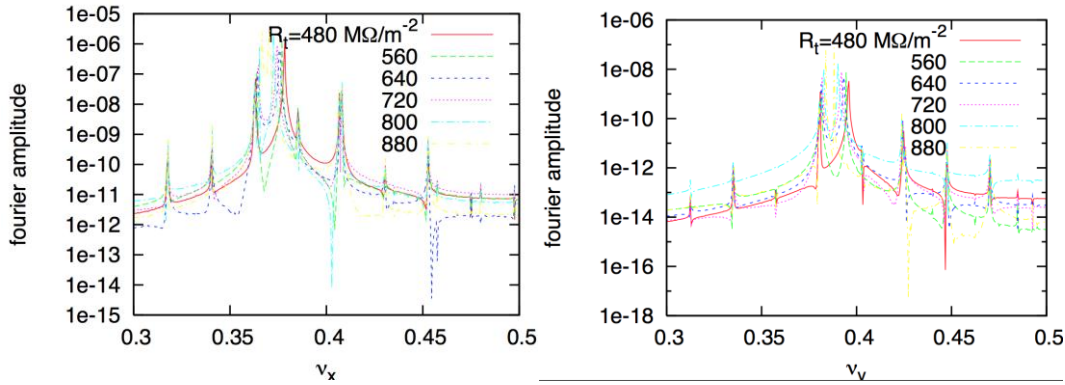 1e-05
1e-06
1e-07
1e-08
1e-09
1e-10
1e-11
1e-12
1e-13
1e-14
1e-15
fourier amplitude
R_t=480 MΩ/m^-2
560
640
720
800
880
0.3
0.35
0.4
0.45
0.5
ν_x
1e-06
1e-08
1e-10
1e-12
1e-14
1e-16
1e-18
fourier amplitude
R_t=480 MΩ/m^-2
560
640
720
800
880
0.3
0.35
0.4
0.45
0.5
ν_y